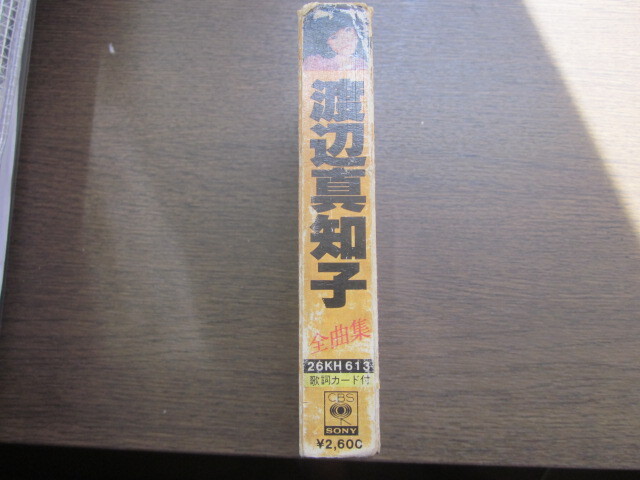 渡辺真知子
全曲集
26KH 613
歌詞カード付
CBS
SONY
¥2,600